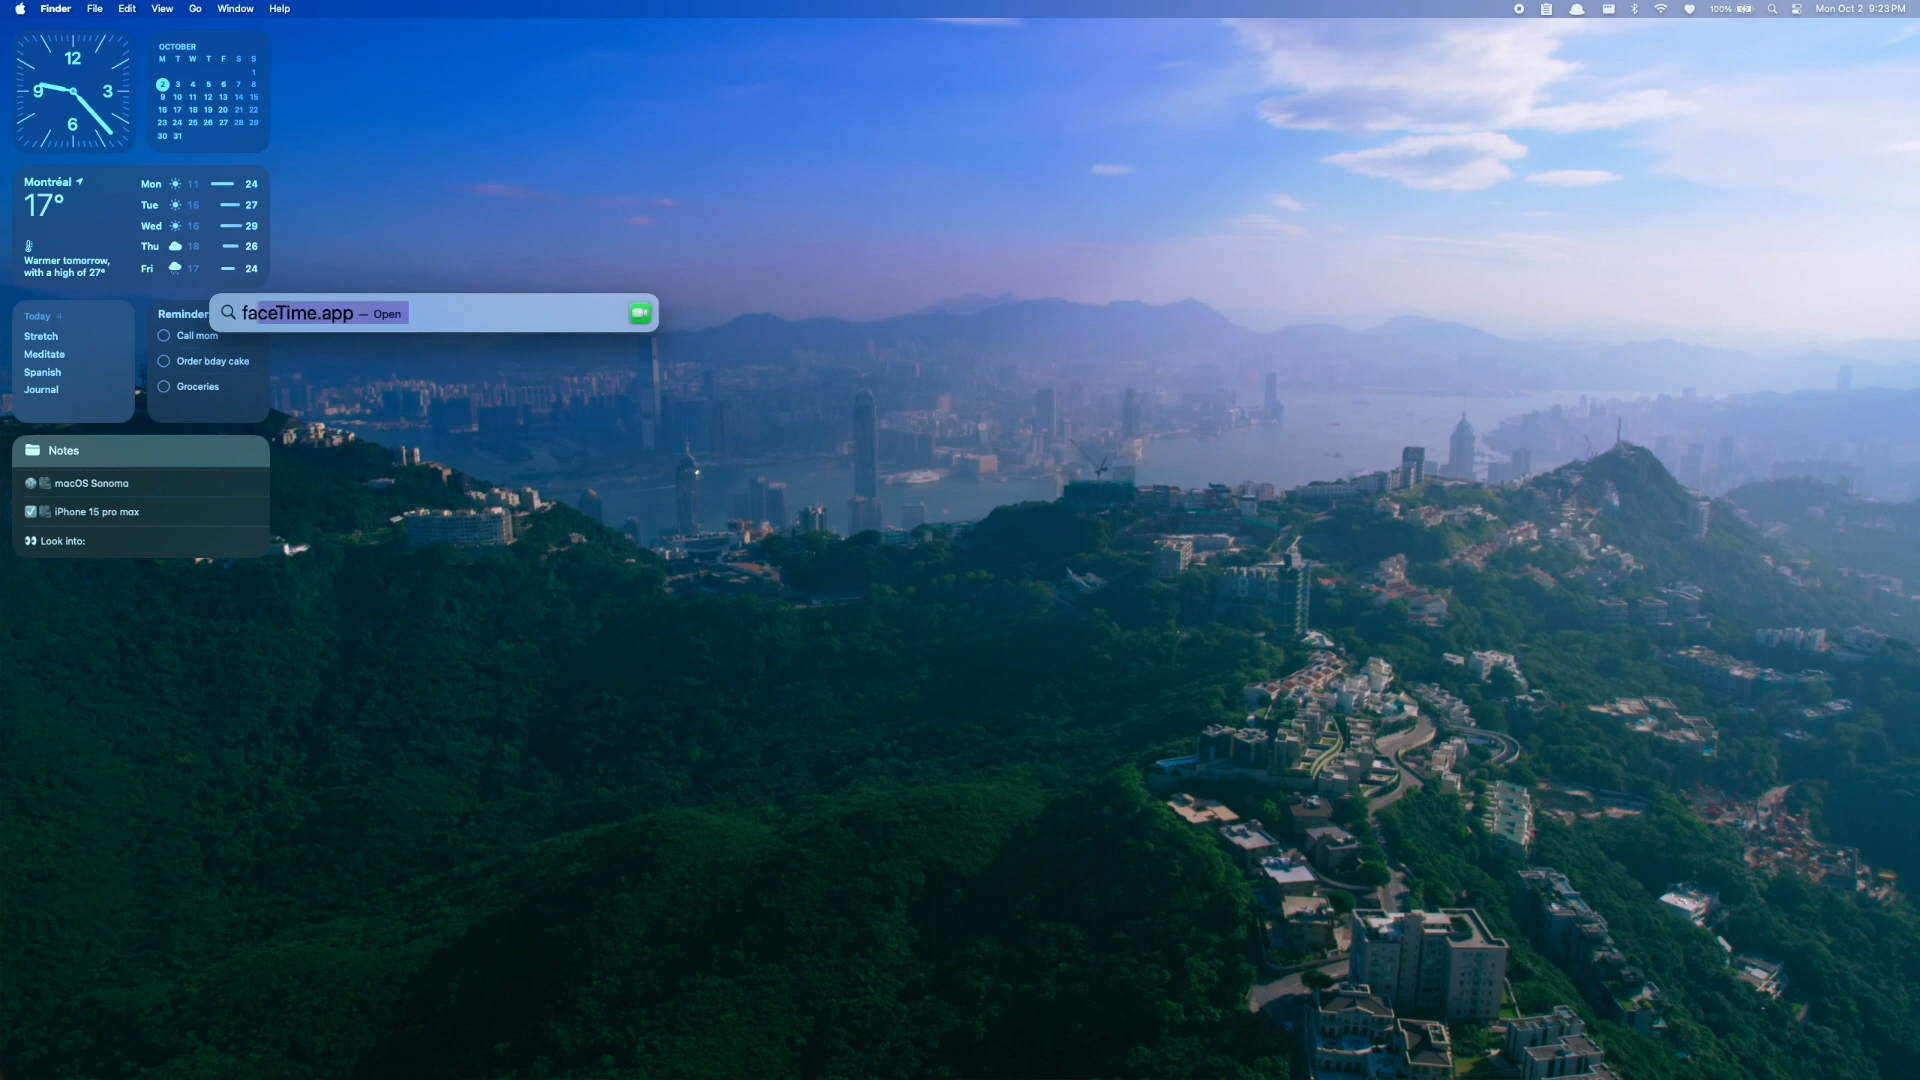 Finder File Edit View Go Window Help
100% Mon Oct 2 9:23PM
12
9 3
6
OCTOBER
M T W T F S S
1
2 3 4 5 6 7 8
9 10 11 12 13 14 15
16 17 18 19 20 21 22
23 24 25 26 27 28 29
30 31
Montréal
17°
Warmer tomorrow,
with a high of 27°
Mon 11 24
Tue 16 27
Wed 16 29
Thu 18 26
Fri 17 24
faceTime.app – Open
Today 4
Stretch
Meditate
Spanish
Journal
Reminder
Call mom
Order bday cake
Groceries
Notes
macOS Sonoma
iPhone 15 pro max
👀 Look into: